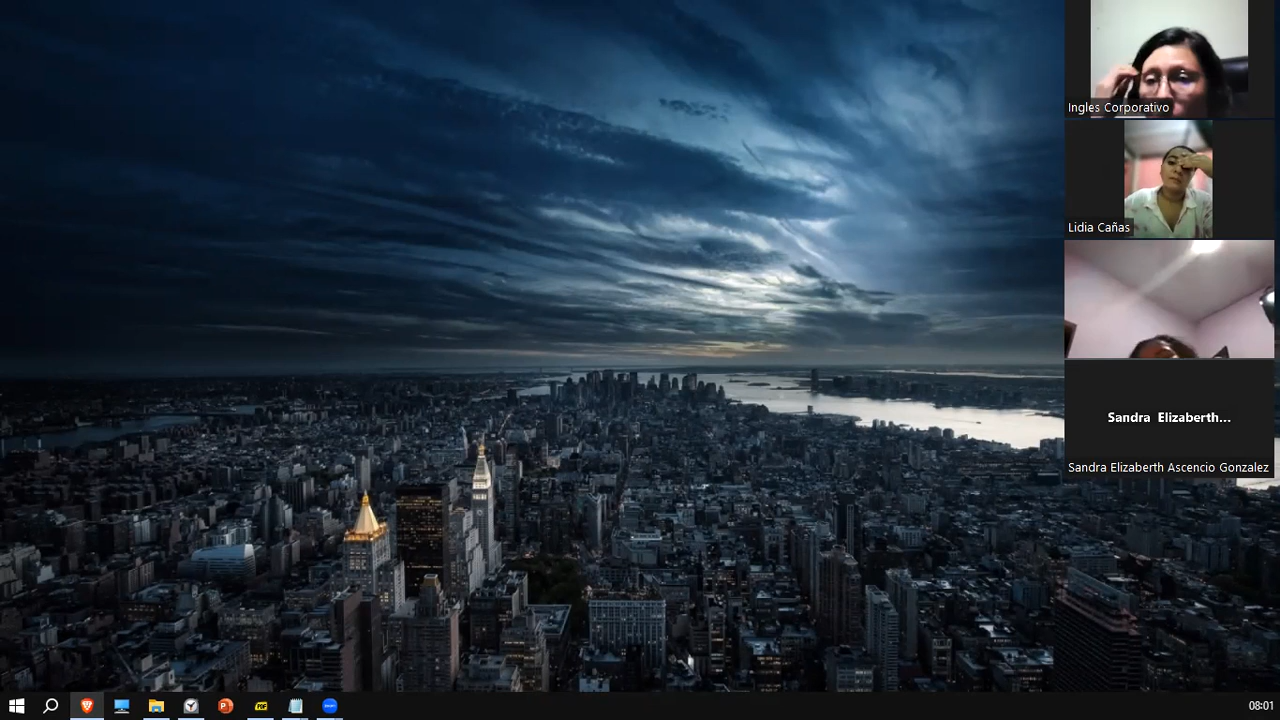 Ingles Corporativo
Lidia Cañas
Sandra Elizaberth...
Sandra Elizaberth Ascencio Gonzalez
08:01